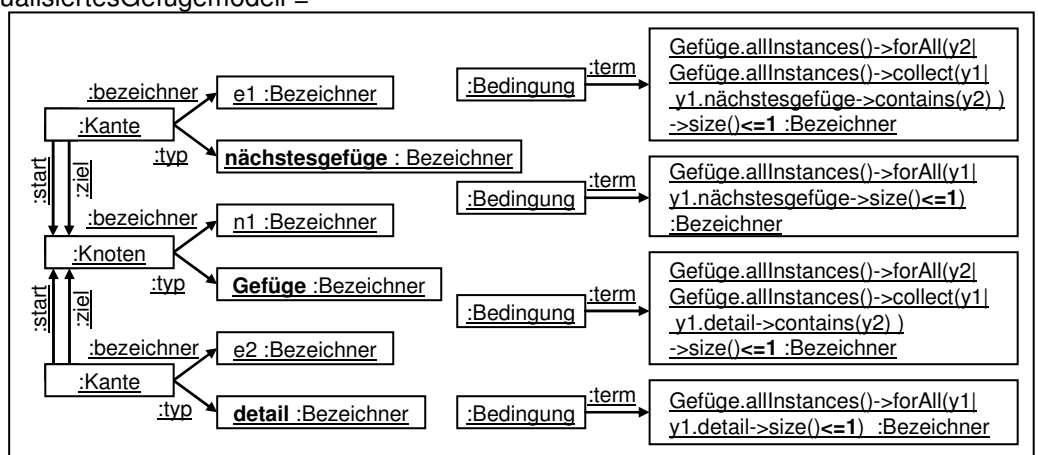 :bezeichner
e1 :Bezeichner
:Kante
:typ
nächstesgefüge : Bezeichner
:start
:ziel
:bezeichner
n1 :Bezeichner
:Knoten
:typ
Gefüge :Bezeichner
:start
:ziel
:bezeichner
e2 :Bezeichner
:Kante
:typ
detail :Bezeichner
:Bedingung
:term
Gefüge.allInstances()->forAll(y2|
Gefüge.allInstances()->collect(y1|
y1.nächstesgefüge->contains(y2) )
->size()<=1 :Bezeichner
:Bedingung
:term
Gefüge.allInstances()->forAll(y1|
y1.nächstesgefüge->size()<=1)
:Bezeichner
:Bedingung
:term
Gefüge.allInstances()->forAll(y2|
Gefüge.allInstances()->collect(y1|
y1.detail->contains(y2) )
->size()<=1 :Bezeichner
:Bedingung
:term
Gefüge.allInstances()->forAll(y1|
y1.detail->size()<=1) :Bezeichner